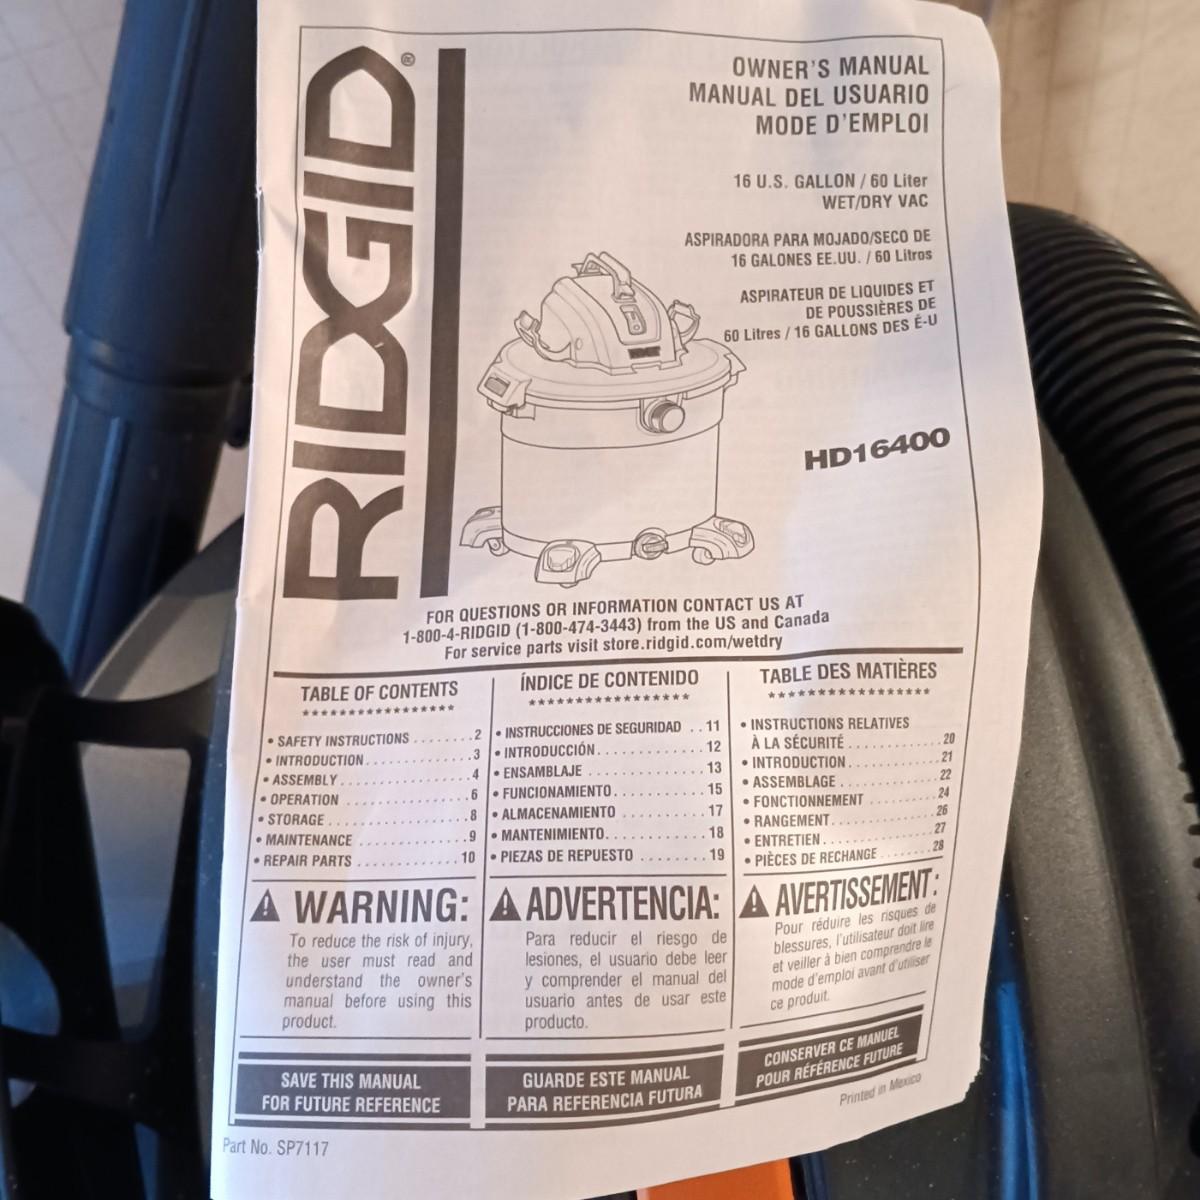 RIDGID®
OWNER'S MANUAL
MANUAL DEL USUARIO
MODE D'EMPLOI
16 U.S. GALLON / 60 Liter
WET/DRY VAC
ASPIRADORA PARA MOJADO/SECO DE
16 GALONES EE.UU. / 60 Litros
ASPIRATEUR DE LIQUIDES ET
DE POUSSIÈRES DE
60 Litres / 16 GALLONS DES É-U
HD16400
FOR QUESTIONS OR INFORMATION CONTACT US AT
1-800-4-RIDGID (1-800-474-3443) from the US and Canada
For service parts visit store.ridgid.com/wetdry
TABLE OF CONTENTS
*****************
• SAFETY INSTRUCTIONS ........2
• INTRODUCTION..............3
• ASSEMBLY.................4
• OPERATION ................6
• STORAGE..................8
• MAINTENANCE ..............9
• REPAIR PARTS .............10
⚠ WARNING:
To reduce the risk of injury,
the user must read and
understand the owner's
manual before using this
product.
SAVE THIS MANUAL
FOR FUTURE REFERENCE
ÍNDICE DE CONTENIDO
*****************
• INSTRUCCIONES DE SEGURIDAD ..11
• INTRODUCCIÓN.............12
• ENSAMBLAJE ..............13
• FUNCIONAMIENTO...........15
• ALMACENAMIENTO ..........17
• MANTENIMIENTO............18
• PIEZAS DE REPUESTO ........19
⚠ ADVERTENCIA:
Para reducir el riesgo de
lesiones, el usuario debe leer
y comprender el manual del
usuario antes de usar este
producto.
GUARDE ESTE MANUAL
PARA REFERENCIA FUTURA
TABLE DES MATIÈRES
*****************
• INSTRUCTIONS RELATIVES
À LA SÉCURITÉ ............20
• INTRODUCTION............21
• ASSEMBLAGE .............22
• FONCTIONNEMENT .........24
• RANGEMENT..............26
• ENTRETIEN...............27
• PIÈCES DE RECHANGE .......28
⚠ AVERTISSEMENT:
Pour réduire les risques de
blessures, l'utilisateur doit lire
et veiller à bien comprendre le
mode d'emploi avant d'utiliser
ce produit.
CONSERVER CE MANUEL
POUR RÉFÉRENCE FUTURE
Part No. SP7117
Printed in Mexico